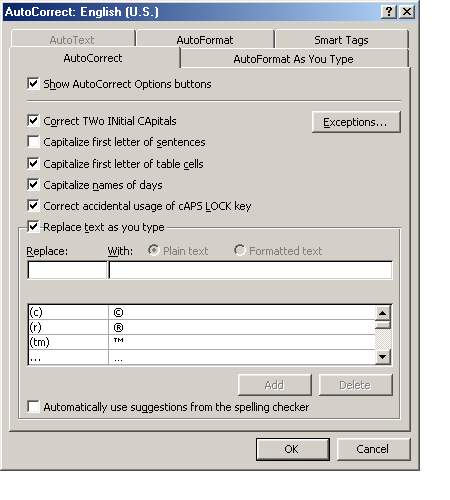 AutoCorrect: English (U.S.)
AutoText AutoFormat Smart Tags
AutoCorrect AutoFormat As You Type
Show AutoCorrect Options buttons
Correct TWo INitial CApitals Exceptions...
Capitalize first letter of sentences
Capitalize first letter of table cells
Capitalize names of days
Correct accidental usage of cAPS LOCK key
Replace text as you type
Replace: With: Plain text Formatted text
(c) ©
(r) ®
(tm) ™
... …
Add Delete
Automatically use suggestions from the spelling checker
OK Cancel